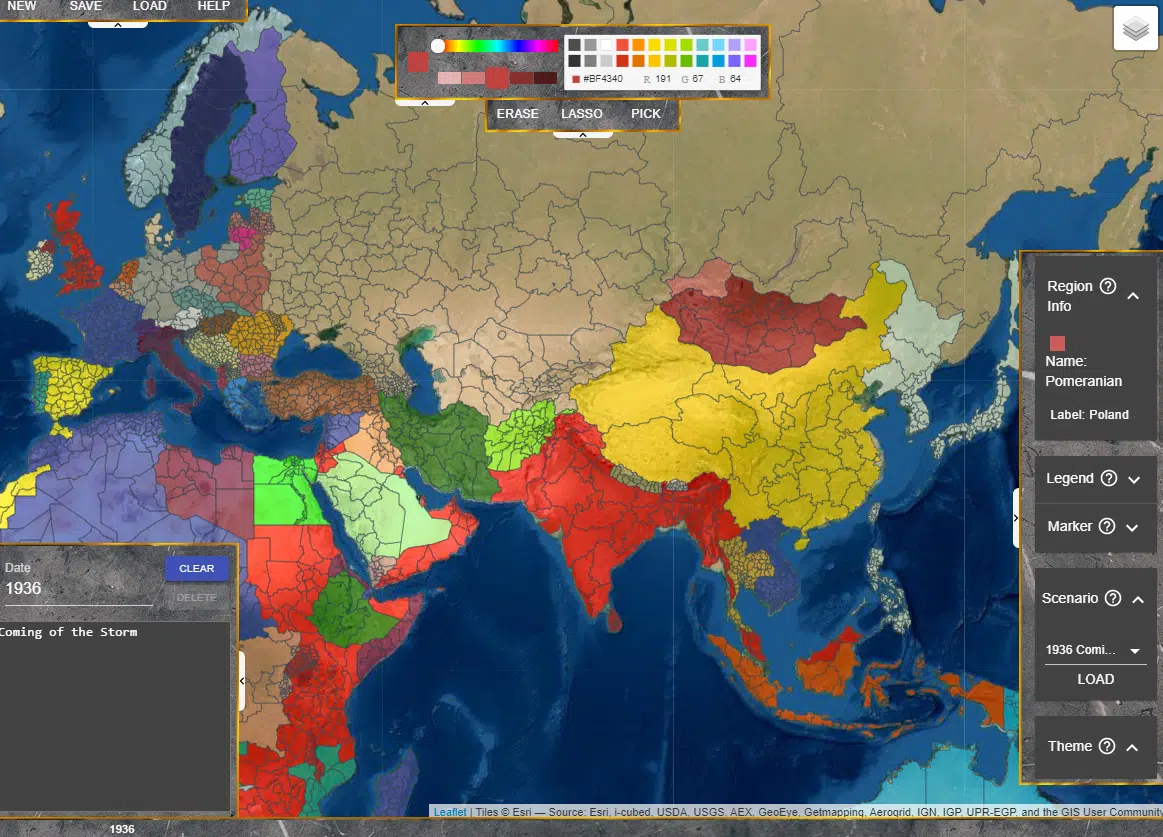 NEW SAVE LOAD HELP
#BF4340 R 191 G 67 B 64
ERASE LASSO PICK
Region
Info
Name:
Pomeranian
Label: Poland
Legend
Marker
Scenario
1936 Comi...
LOAD
Theme
Date
1936
CLEAR
DELETE
Coming of the Storm
Leaflet | Tiles © Esri — Source: Esri, i-cubed, USDA, USGS, AEX, GeoEye, Getmapping, Aerogrid, IGN, IGP, UPR-EGP, and the GIS User Community
1936